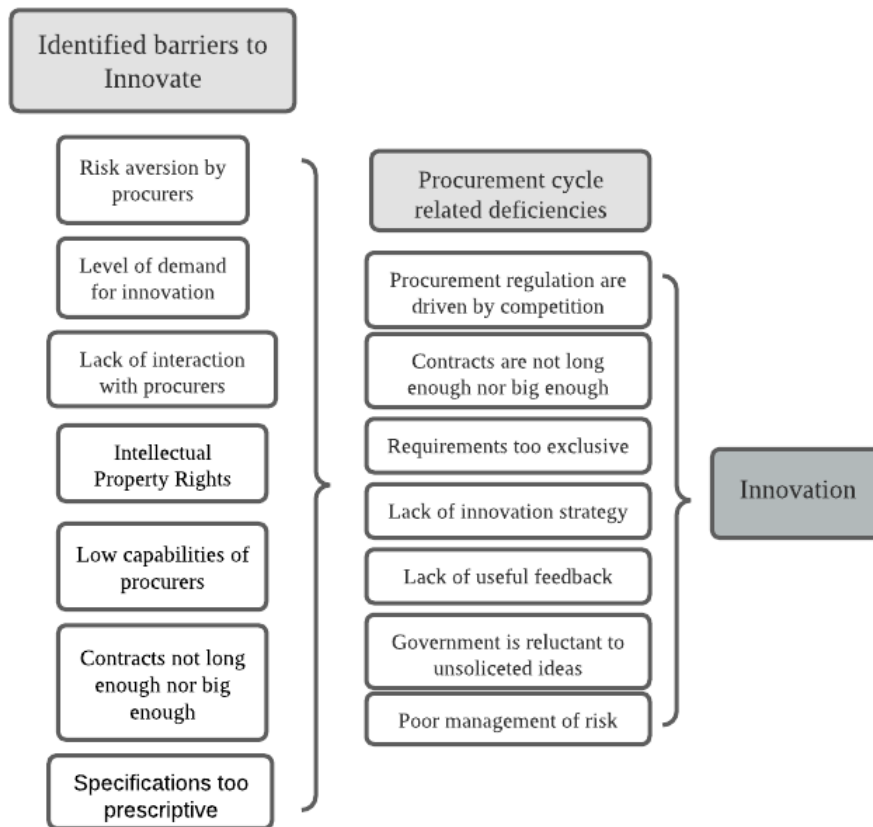 Identified barriers to
Innovate
Risk aversion by
procurers
Level of demand
for innovation
Lack of interaction
with procurers
Intellectual
Property Rights
Low capabilities of
procurers
Contracts not long
enough nor big
enough
Specifications too
prescriptive
Procurement cycle
related deficiencies
Procurement regulation are
driven by competition
Contracts are not long
enough nor big enough
Requirements too exclusive
Lack of innovation strategy
Lack of useful feedback
Government is reluctant to
unsoliceted ideas
Poor management of risk
Innovation